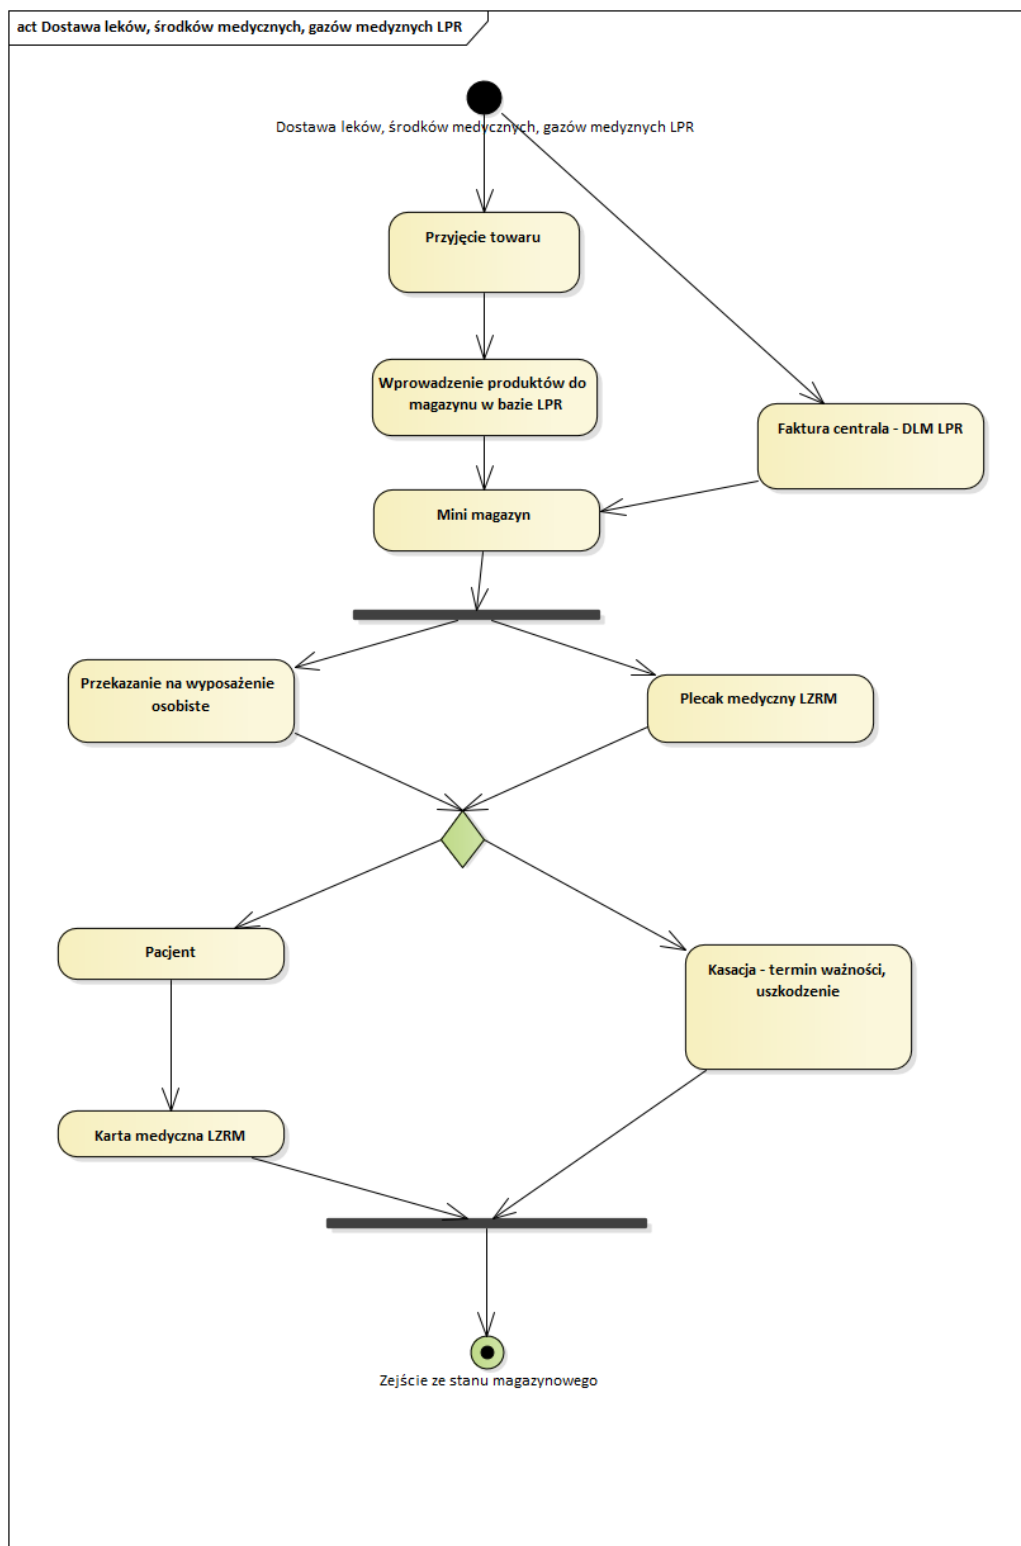 act Dostawa leków, środków medycznych, gazów medyznych LPR
Dostawa leków, środków medycznych, gazów medyznych LPR
Przyjęcie towaru
Wprowadzenie produktów do
magazynu w bazie LPR
Faktura centrala - DLM LPR
Mini magazyn
Przekazanie na wyposażenie
osobiste
Plecak medyczny LZRM
Pacjent
Kasacja - termin ważności,
uszkodzenie
Karta medyczna LZRM
Zejście ze stanu magazynowego